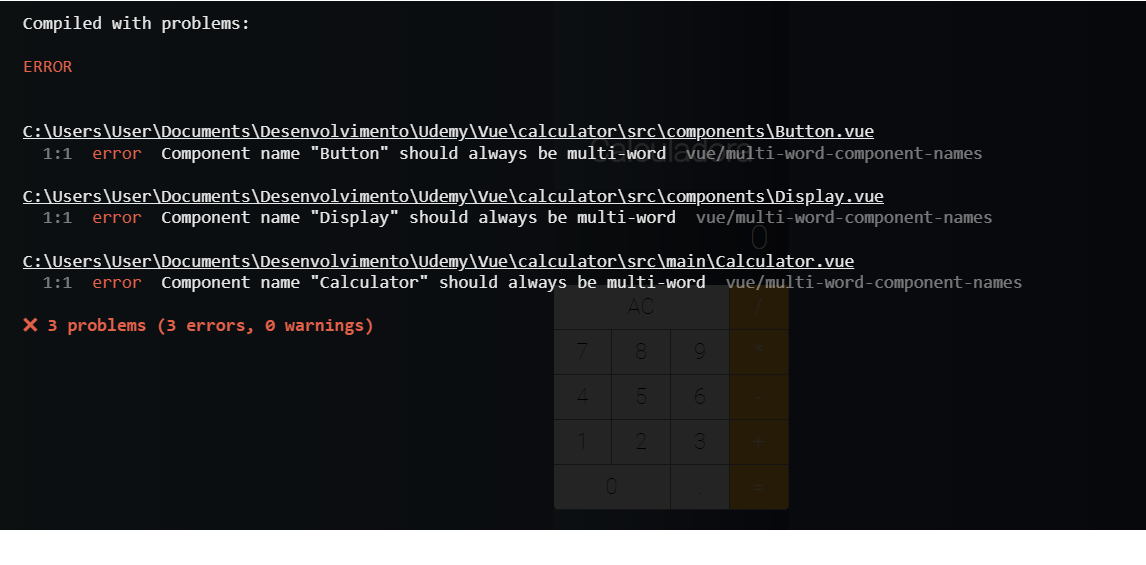 Compiled with problems:
ERROR
C:\Users\User\Documents\Desenvolvimento\Udemy\Vue\calculator\src\components\Button.vue
1:1 error Component name "Button" should always be multi-word vue/multi-word-component-names
Calculadora
C:\Users\User\Documents\Desenvolvimento\Udemy\Vue\calculator\src\components\Display.vue
1:1 error Component name "Display" should always be multi-word vue/multi-word-component-names
0
C:\Users\User\Documents\Desenvolvimento\Udemy\Vue\calculator\src\main\Calculator.vue
1:1 error Component name "Calculator" should always be multi-word vue/multi-word-component-names
AC /
❌ 3 problems (3 errors, 0 warnings)
7 8 9 *
4 5 6 -
1 2 3 +
0 . =